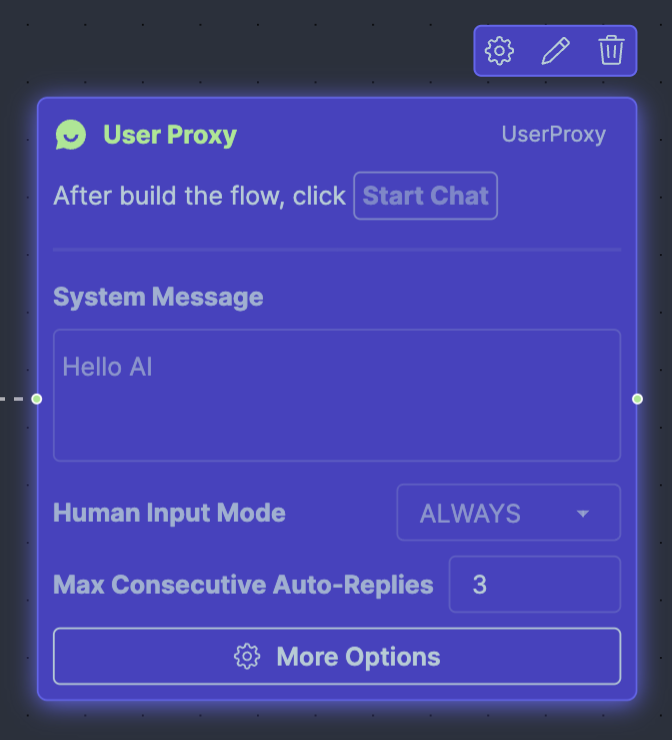 User Proxy UserProxy
After build the flow, click Start Chat
System Message
Hello AI
Human Input Mode ALWAYS
Max Consecutive Auto-Replies 3
More Options